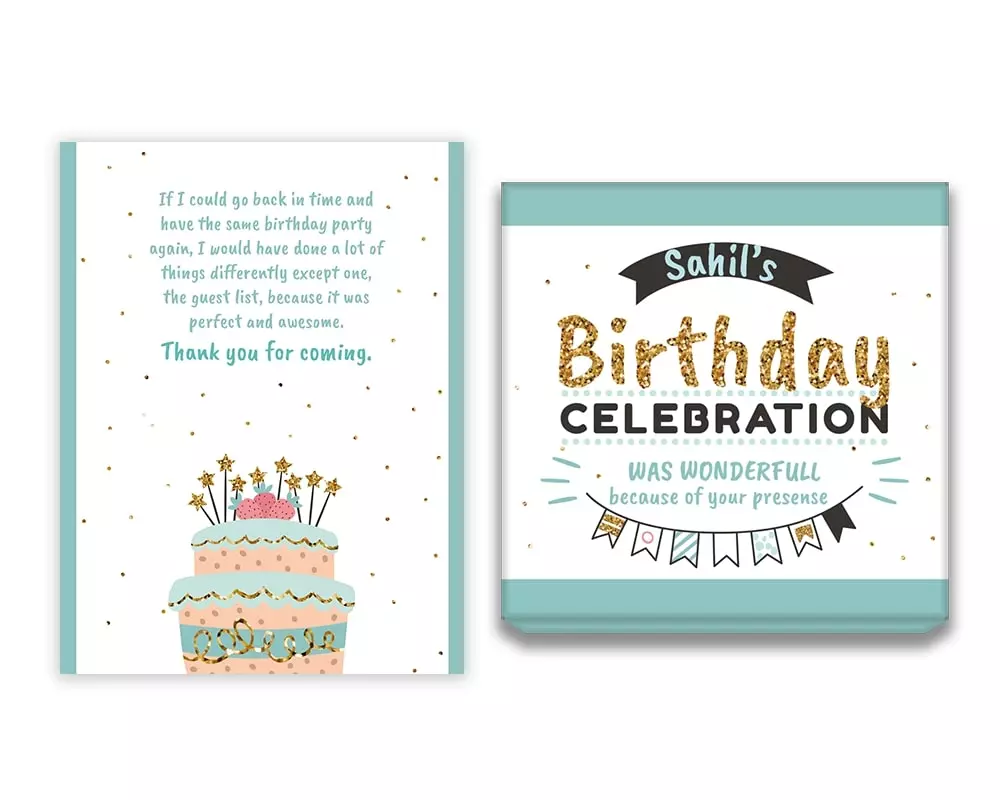 If I could go back in time and
have the same birthday party
again, I would have done a lot of
things differently except one,
the guest list, because it was
perfect and awesome.
Thank you for coming.
Sahil's
Birthday
CELEBRATION
WAS WONDERFULL
because of your presense